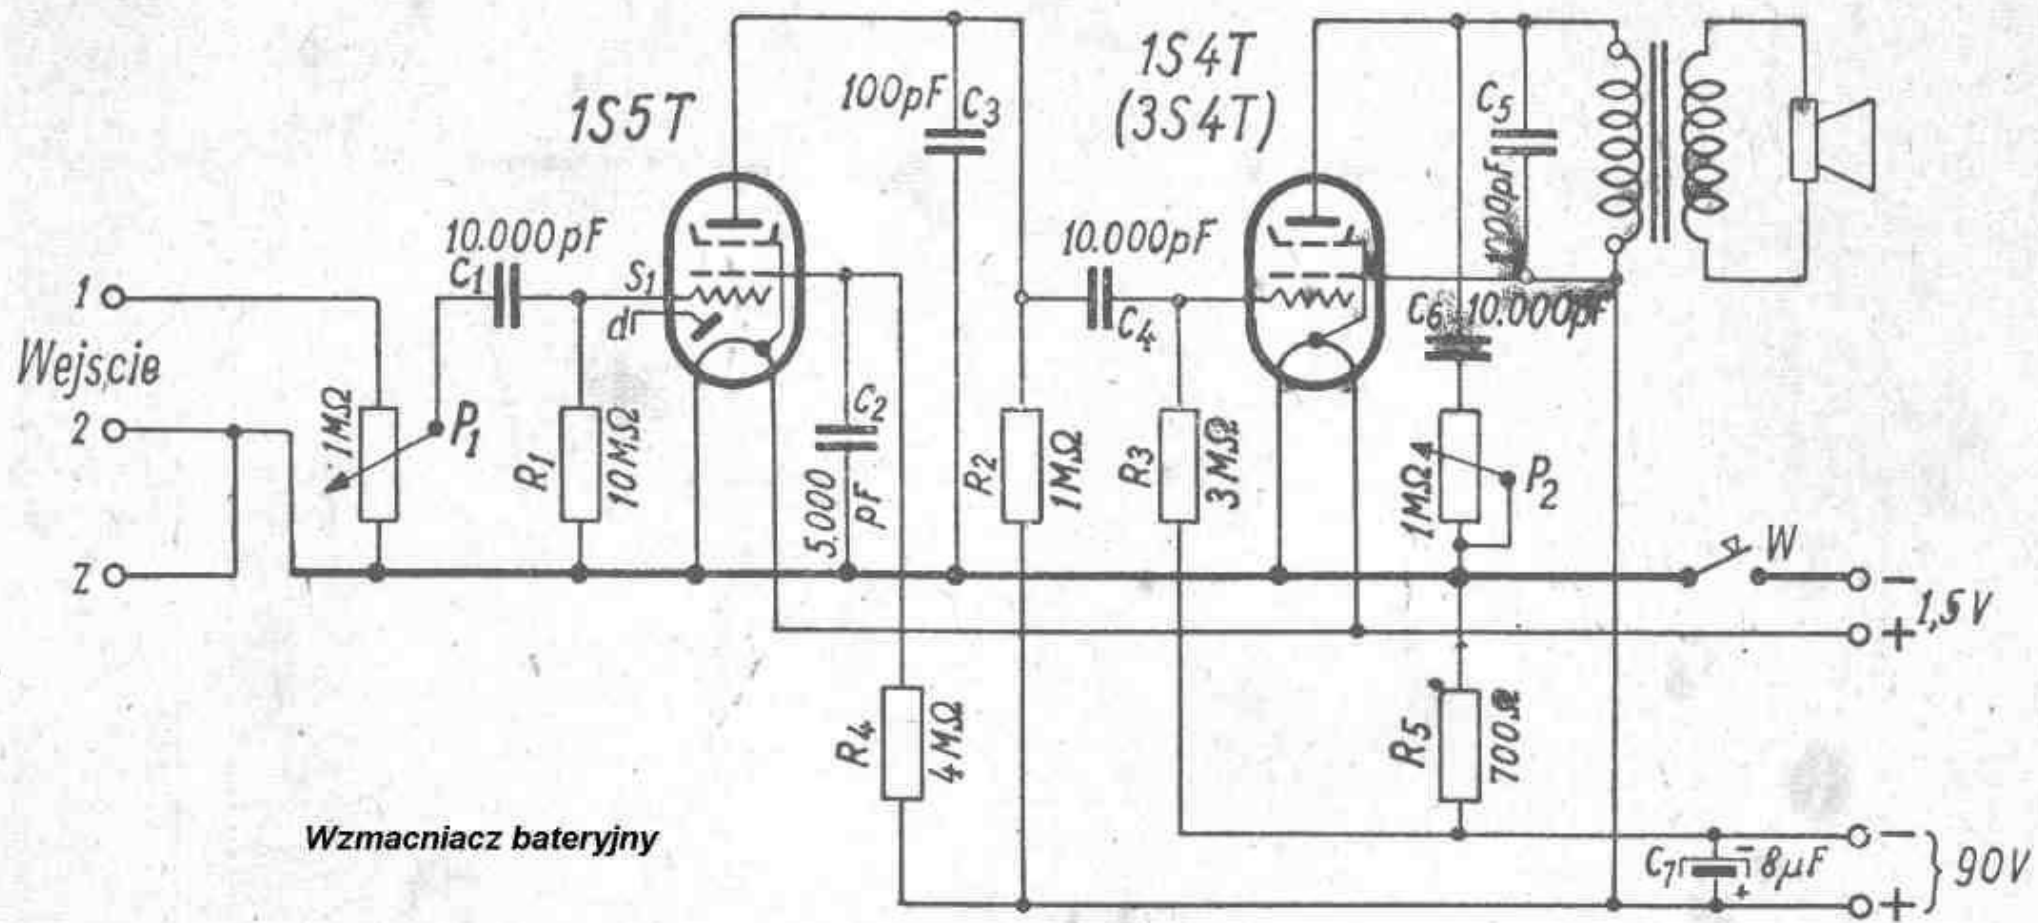 1S5T
1S4T
(3S4T)
100pF C3
C5
1000pF
10.000pF
C1
S1
d
10.000pF
C4
C6 10.000pF
1
Wejście
2
Z
1MΩ
P1
R1
10MΩ
C2
5.000
pF
R2
1MΩ
R3
3MΩ
1MΩ
P2
W
−
1,5V
+
R4
4MΩ
R5
700Ω
Wzmacniacz bateryjny
C7
−
8µF
+
−
90V
+